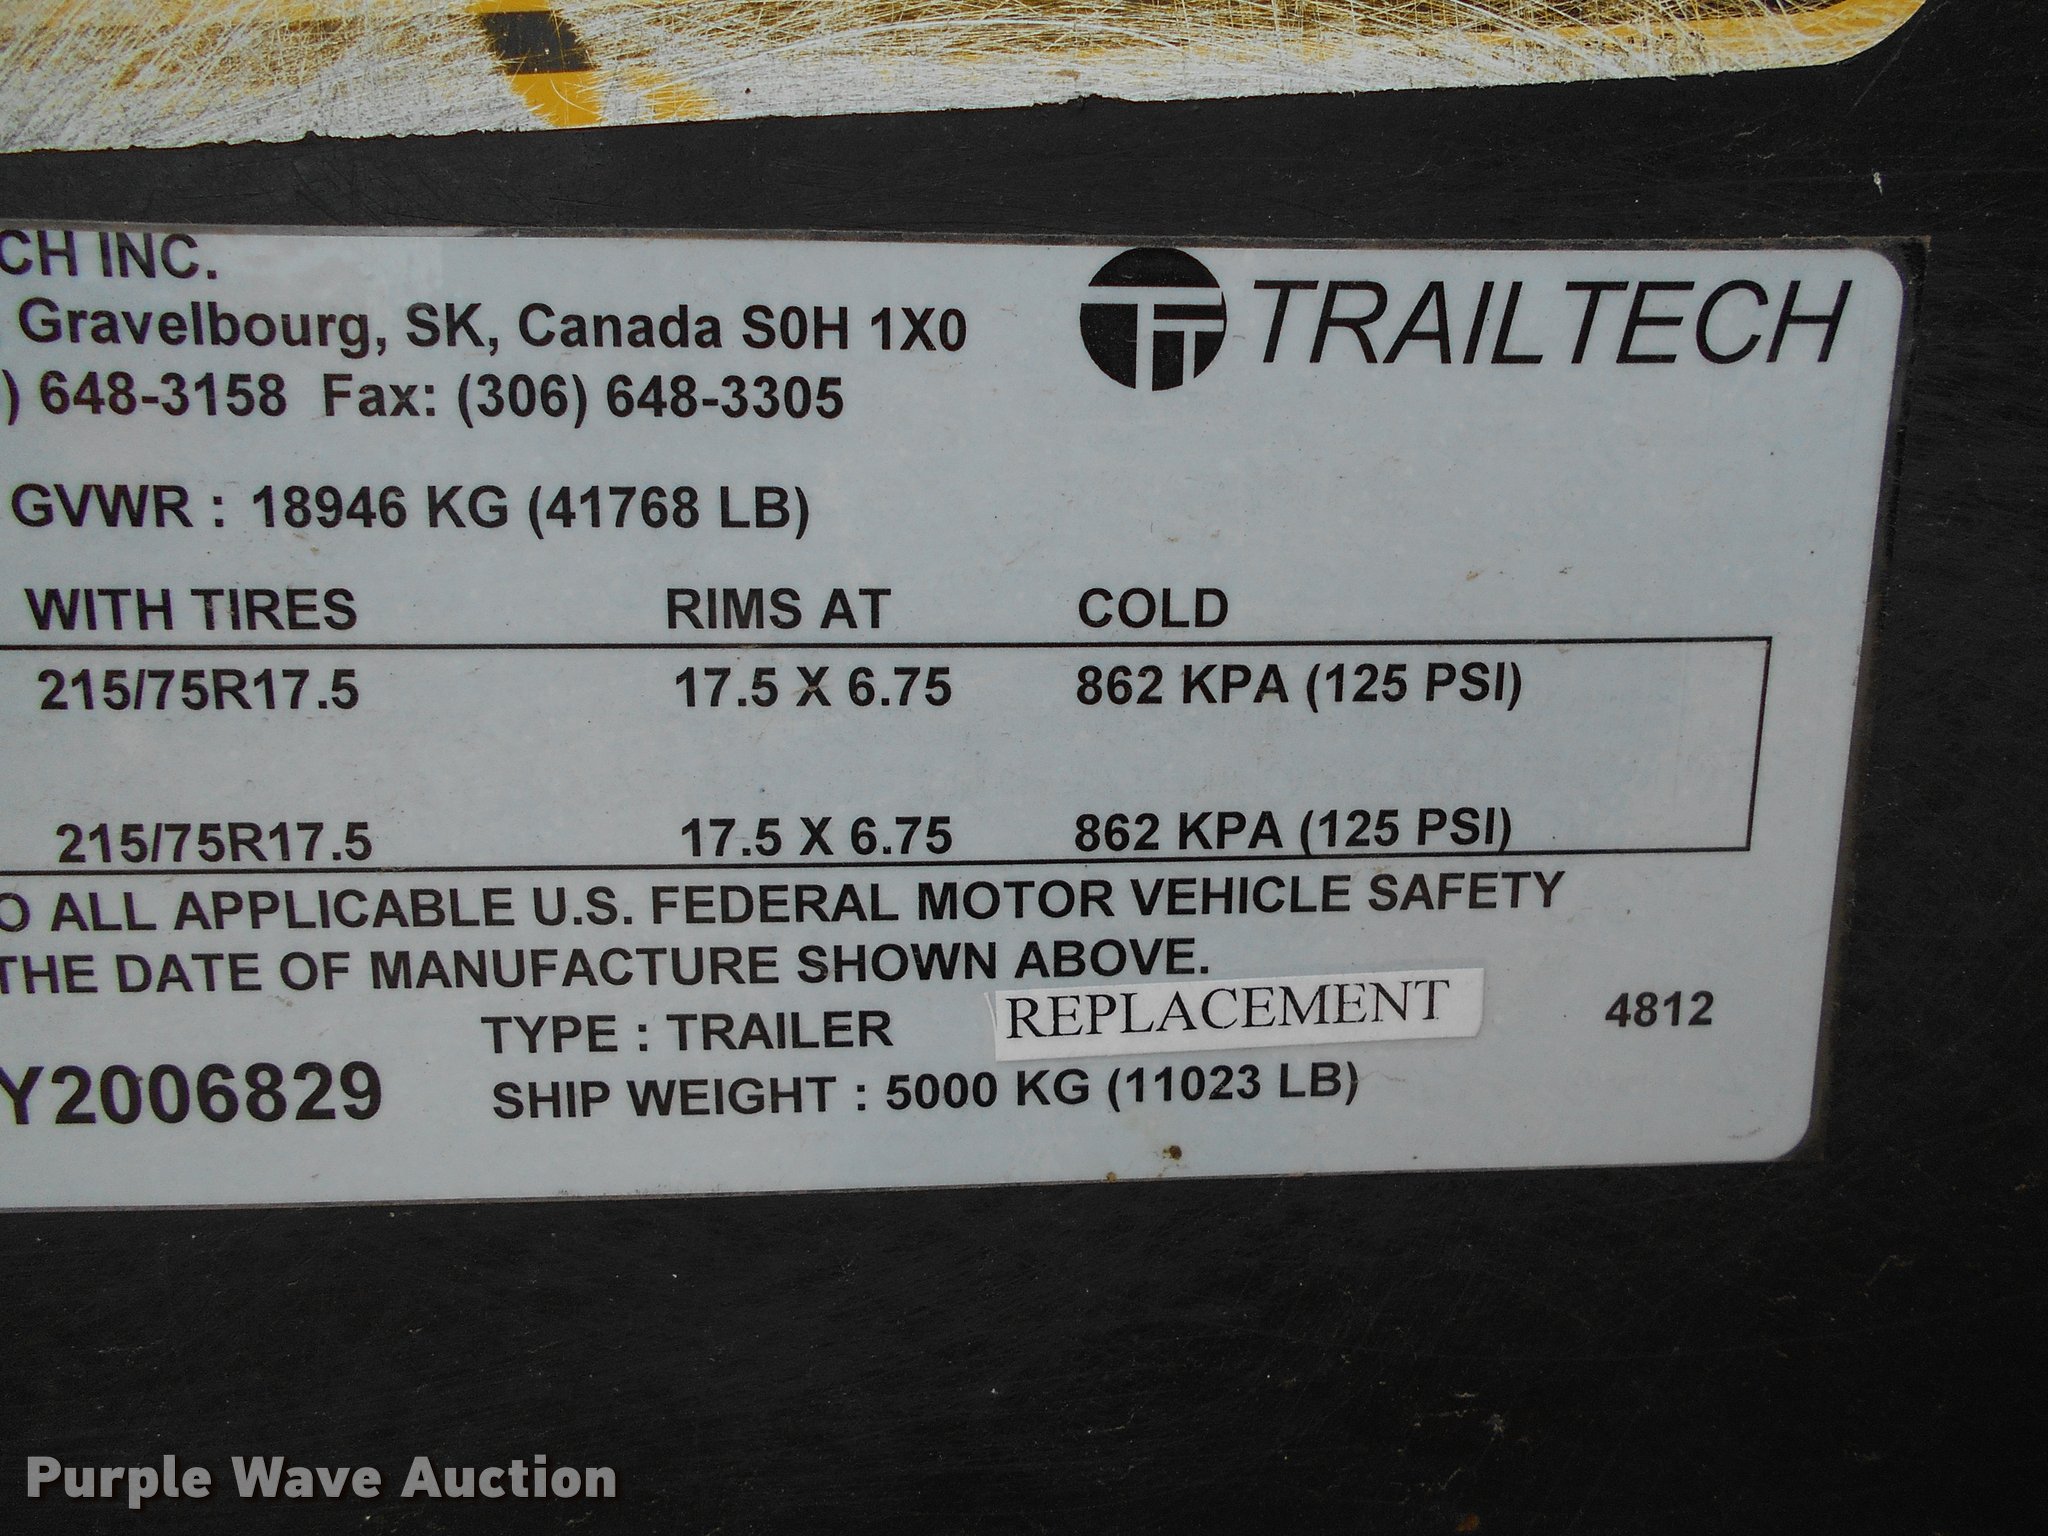 CH INC.
TRAILTECH
Gravelbourg, SK, Canada S0H 1X0
) 648-3158 Fax: (306) 648-3305
GVWR : 18946 KG (41768 LB)
WITH TIRES RIMS AT COLD
215/75R17.5 17.5 X 6.75 862 KPA (125 PSI)
215/75R17.5 17.5 X 6.75 862 KPA (125 PSI)
O ALL APPLICABLE U.S. FEDERAL MOTOR VEHICLE SAFETY
THE DATE OF MANUFACTURE SHOWN ABOVE.
TYPE : TRAILER REPLACEMENT 4812
Y2006829 SHIP WEIGHT : 5000 KG (11023 LB)
Purple Wave Auction